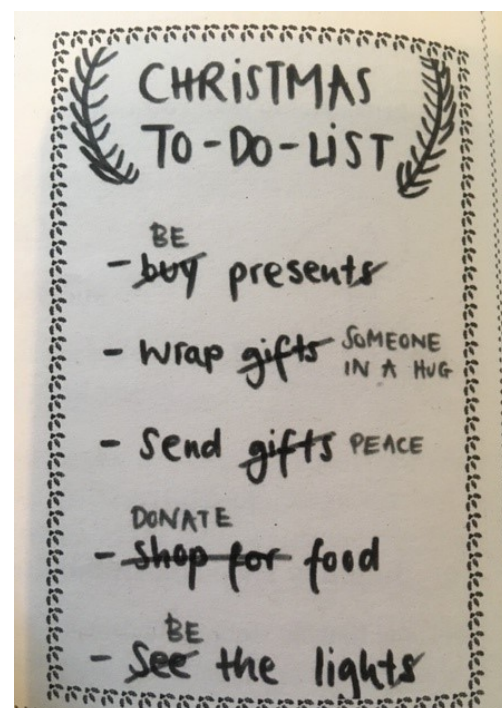 CHRiSTMAS
TO-DO-LiST
BE
- buy presents
- wrap gifts SOMEONE
IN A HUG
- Send gifts PEACE
DONATE
- shop for food
BE
- See the lights